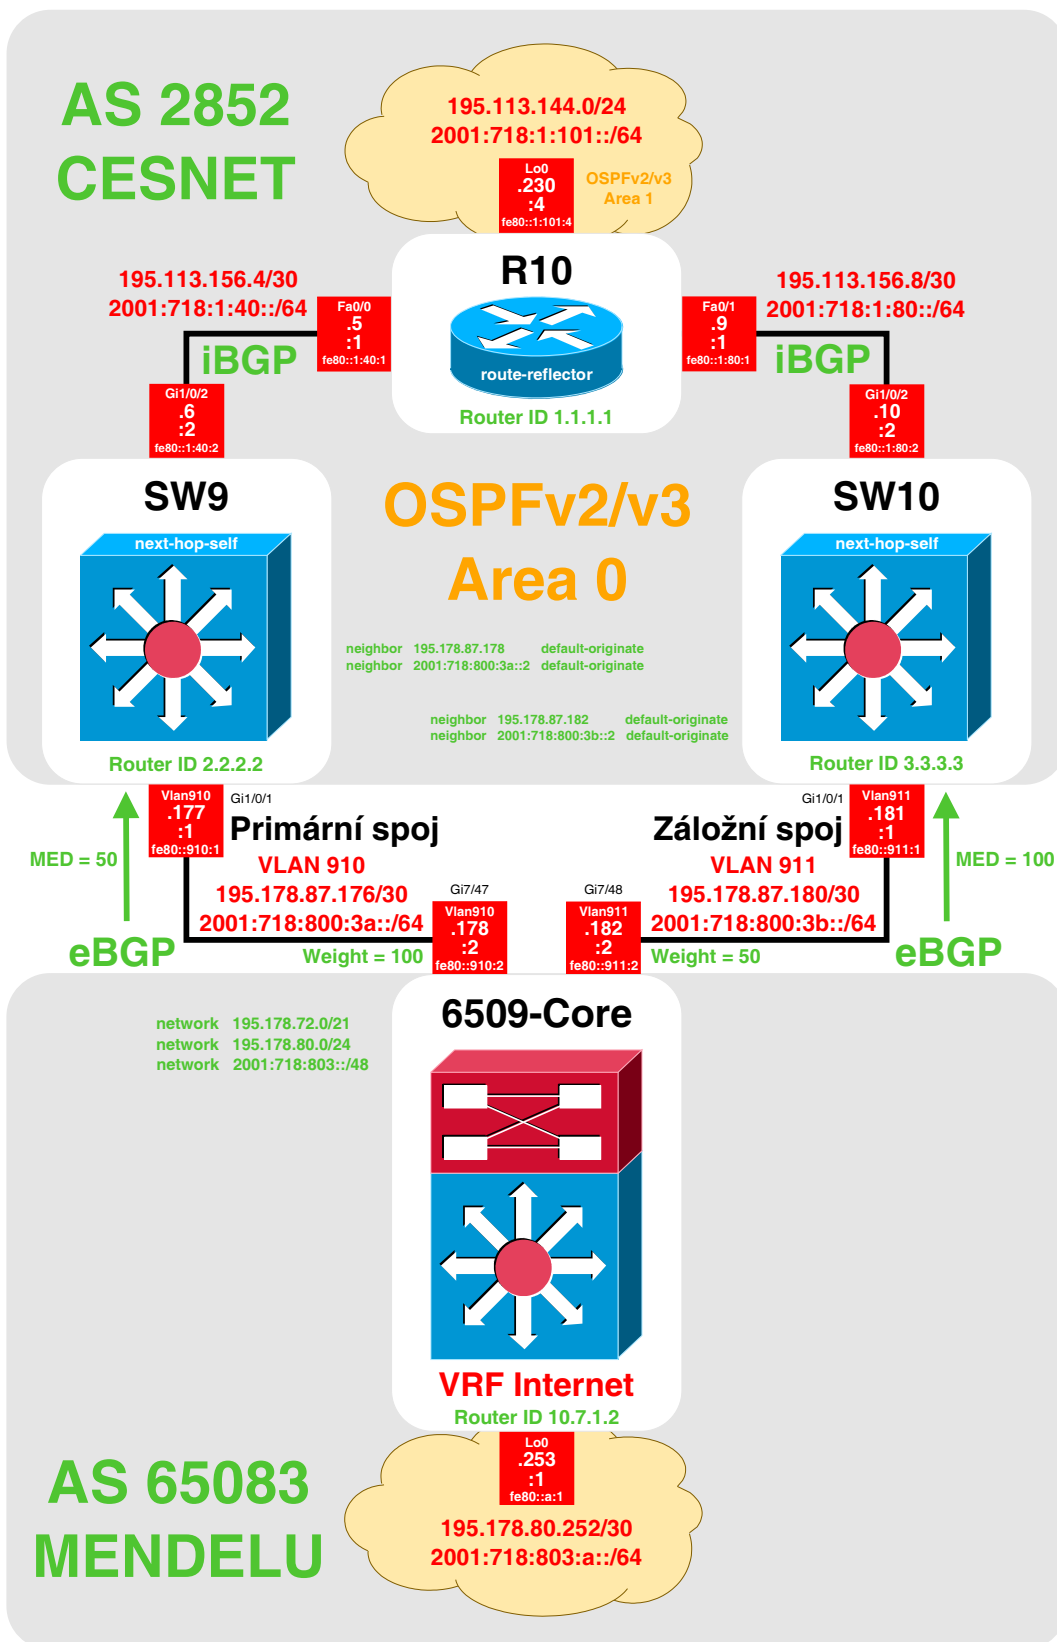 AS 2852
CESNET
195.113.144.0/24
2001:718:1:101::/64
Lo0
.230
:4
fe80::1:101:4
OSPFv2/v3
Area 1
R10
route-reflector
Router ID 1.1.1.1
195.113.156.4/30
2001:718:1:40::/64
Fa0/0
.5
:1
fe80::1:40:1
iBGP
Fa0/1
.9
:1
fe80::1:80:1
195.113.156.8/30
2001:718:1:80::/64
iBGP
Gi1/0/2
.6
:2
fe80::1:40:2
Gi1/0/2
.10
:2
fe80::1:80:2
SW9
next-hop-self
Router ID 2.2.2.2
OSPFv2/v3
Area 0
SW10
next-hop-self
Router ID 3.3.3.3
neighbor 195.178.87.178 default-originate
neighbor 2001:718:800:3a::2 default-originate
neighbor 195.178.87.182 default-originate
neighbor 2001:718:800:3b::2 default-originate
Vlan910
.177
:1
fe80::910:1
Gi1/0/1
Primární spoj
VLAN 910
195.178.87.176/30
2001:718:800:3a::/64
MED = 50
eBGP
Weight = 100
Gi7/47
Vlan910
.178
:2
fe80::910:2
Gi1/0/1
Vlan911
.181
:1
fe80::911:1
Záložní spoj
VLAN 911
195.178.87.180/30
2001:718:800:3b::/64
MED = 100
eBGP
Weight = 50
Gi7/48
Vlan911
.182
:2
fe80::911:2
6509-Core
network 195.178.72.0/21
network 195.178.80.0/24
network 2001:718:803::/48
VRF Internet
Router ID 10.7.1.2
Lo0
.253
:1
fe80::a:1
195.178.80.252/30
2001:718:803:a::/64
AS 65083
MENDELU